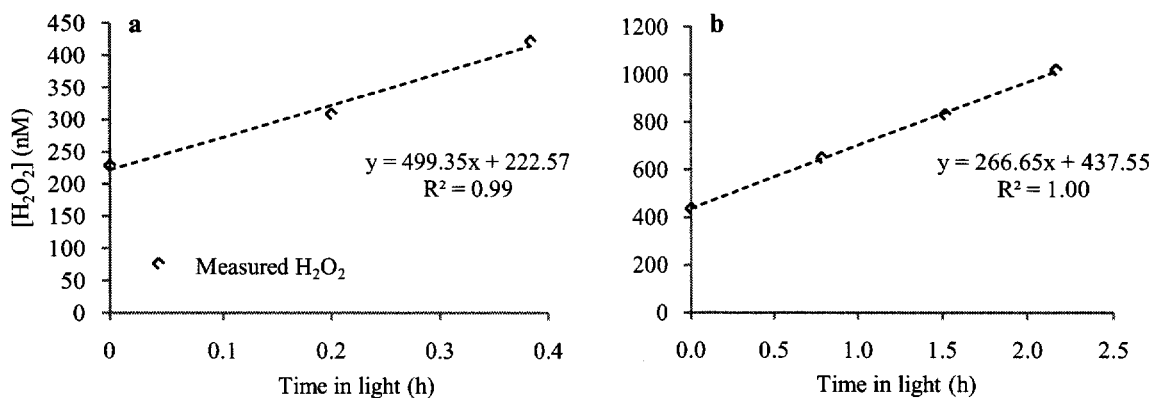 a
450
400
350
300
250
200
150
100
50
0
[H₂O₂] (nM)
y = 499.35x + 222.57
R² = 0.99
Measured H₂O₂
0 0.1 0.2 0.3 0.4
Time in light (h)
b
1200
1000
800
600
400
200
0
y = 266.65x + 437.55
R² = 1.00
0.0 0.5 1.0 1.5 2.0 2.5
Time in light (h)